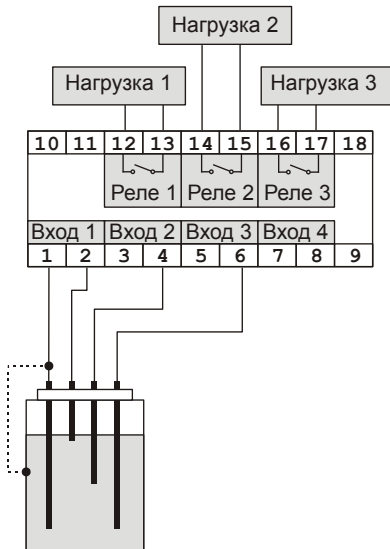 Нагрузка 2
Нагрузка 1
Нагрузка 3
10 11 12 13 14 15 16 17 18
Реле 1 Реле 2 Реле 3
Вход 1 Вход 2 Вход 3 Вход 4
1 2 3 4 5 6 7 8 9